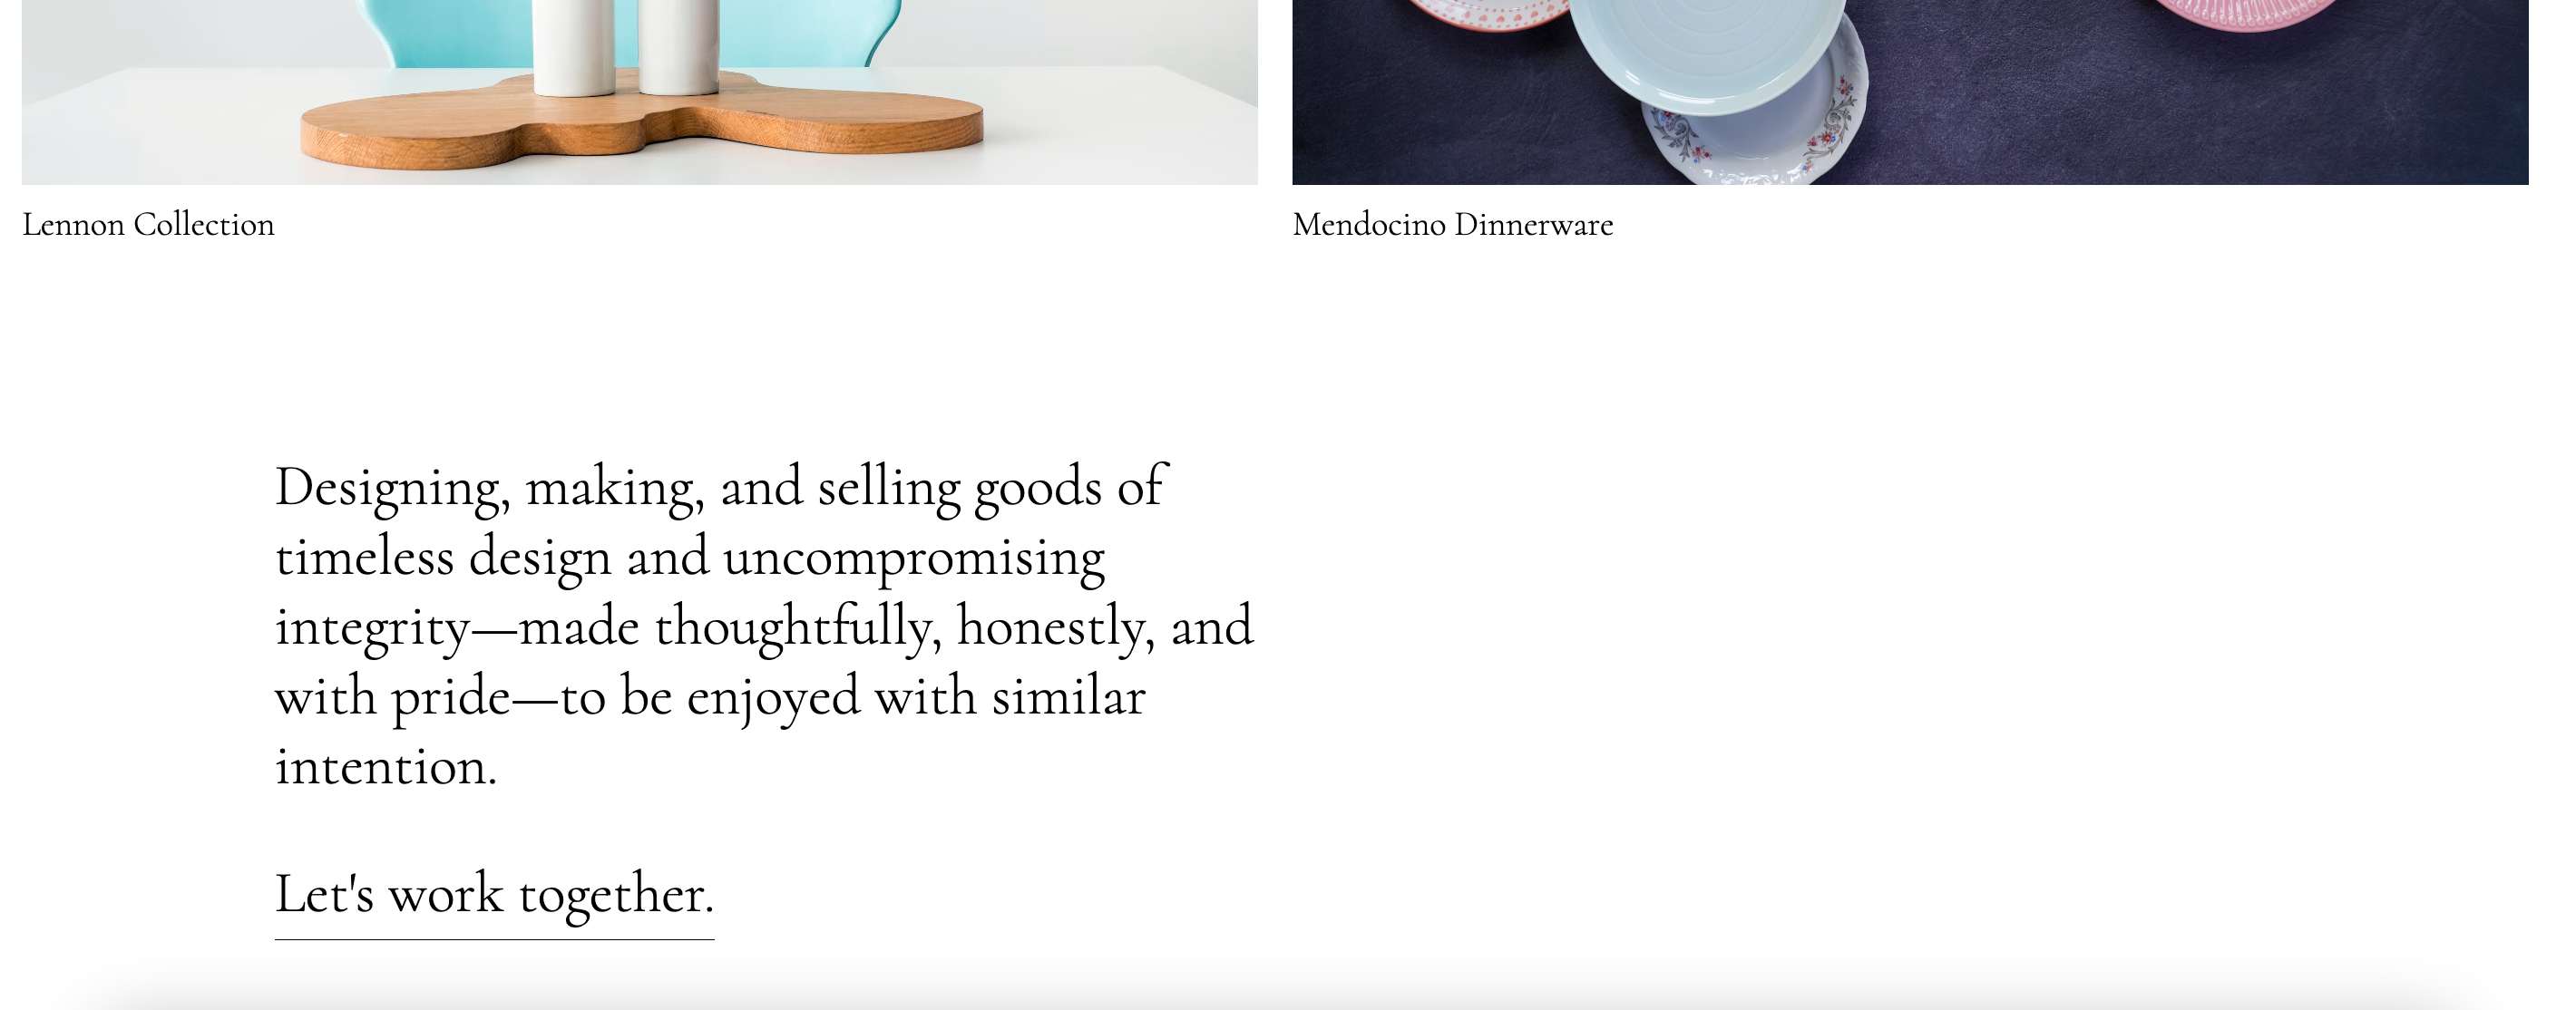 Lennon Collection
Mendocino Dinnerware
Designing, making, and selling goods of
timeless design and uncompromising
integrity—made thoughtfully, honestly, and
with pride—to be enjoyed with similar
intention.
Let's work together.